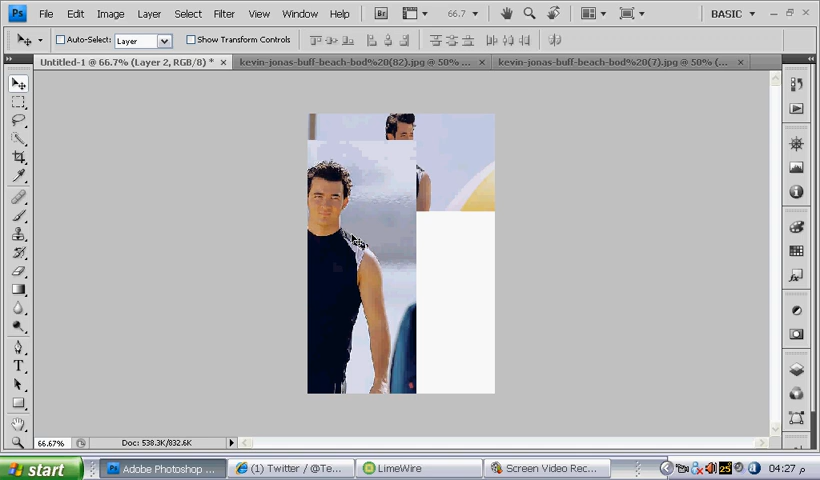 Ps File Edit Image Layer Select Filter View Window Help Br 66.7 BASIC
Auto-Select: Layer Show Transform Controls
Untitled-1 @ 66.7% (Layer 2, RGB/8) * × kevin-jonas-buff-beach-bod%20(82).jpg @ 50% ... × kevin-jonas-buff-beach-bod%20(7).jpg @ 50% (... ×
66.67% Doc: 538.3K/832.6K
start Ps Adobe Photoshop ... (1) Twitter / @Te... LimeWire Screen Video Rec... 25 04:27 م